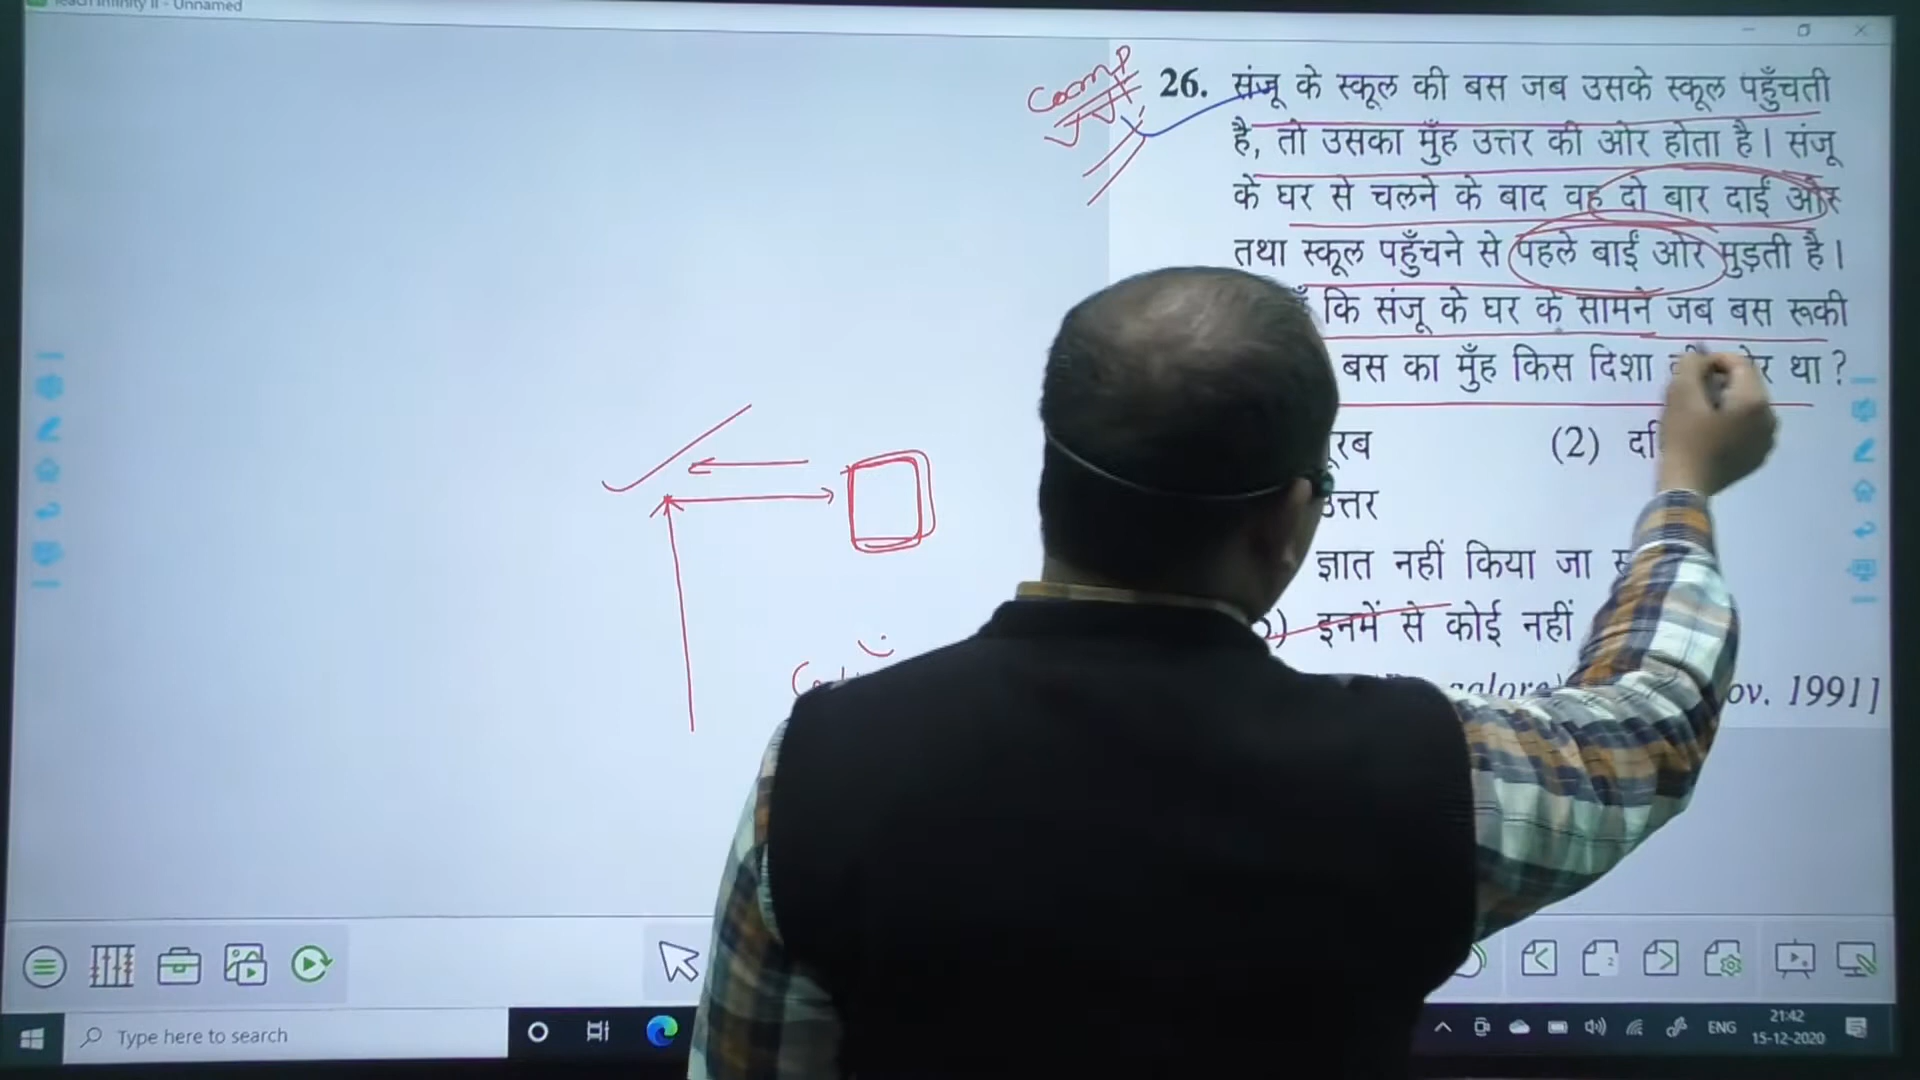 Teach Infinity II - Unnamed
Comp
26. संजू के स्कूल की बस जब उसके स्कूल पहुँचती
है, तो उसका मुँह उत्तर की ओर होता है। संजू
के घर से चलने के बाद वह दो बार दाईं ओर
तथा स्कूल पहुँचने से पहले बाईं ओर मुड़ती है।
कि संजू के घर के सामने जब बस रूकी
बस का मुँह किस दिशा की ओर था?
(2)
उत्तर
ज्ञात नहीं किया जा
इनमें से कोई नहीं
1991]
Type here to search
ENG
21:42
15-12-2020